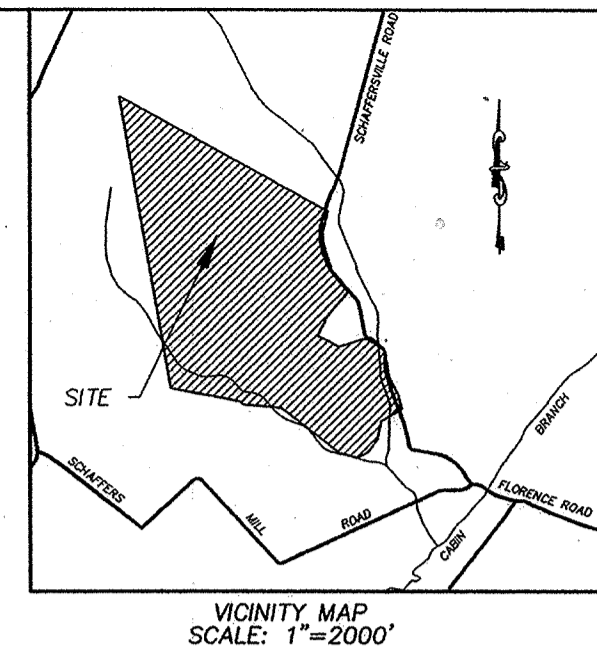 SCHAFFERSVILLE ROAD
SITE
BRANCH
SCHAFFERS
MILL
ROAD
FLORENCE ROAD
CABIN
VICINITY MAP
SCALE: 1"=2000'